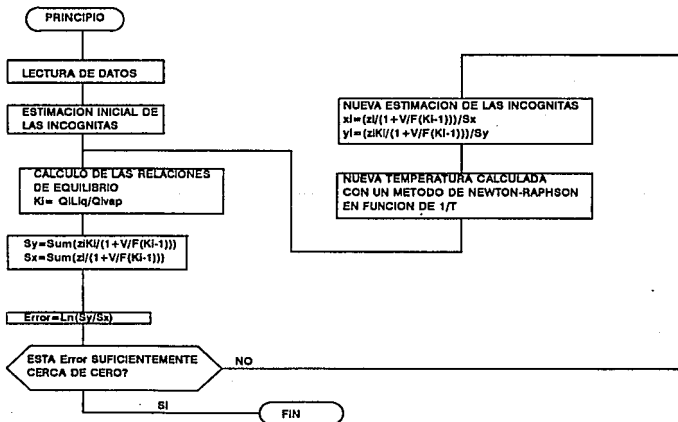 PRINCIPIO
LECTURA DE DATOS
ESTIMACION INICIAL DE
LAS INCOGNITAS
CALCULO DE LAS RELACIONES
DE EQUILIBRIO
Ki= QiLiq/Qivap
Sy=Sum(ziKi/(1+V/F(Ki-1)))
Sx=Sum(zi/(1+V/F(Ki-1)))
Error=Ln(Sy/Sx)
ESTA Error SUFICIENTEMENTE
CERCA DE CERO?
NO
SI
FIN
NUEVA ESTIMACION DE LAS INCOGNITAS
xi=(zi/(1+V/F(Ki-1)))/Sx
yi=(ziKi/(1+V/F(Ki-1)))/Sy
NUEVA TEMPERATURA CALCULADA
CON UN METODO DE NEWTON-RAPHSON
EN FUNCION DE 1/T